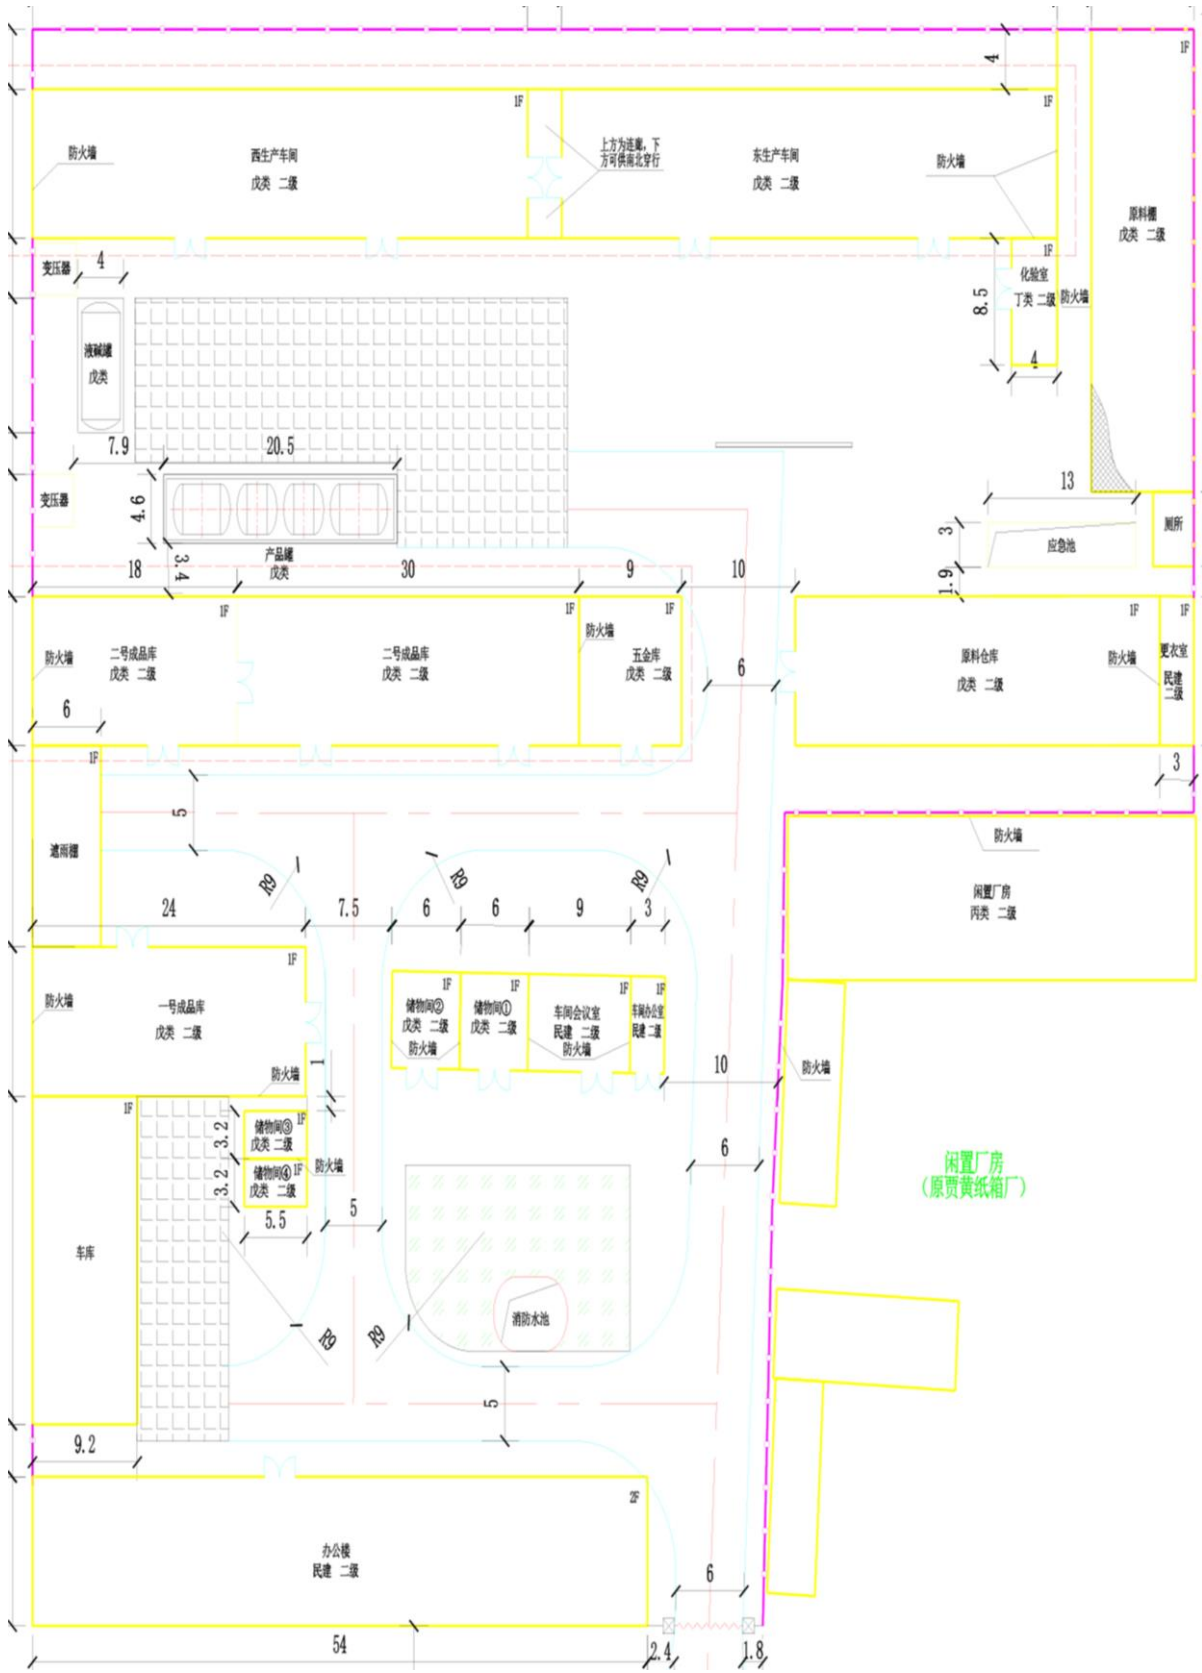 4
1F
1F
1F
防火墙
西生产车间
戊类 二级
上方为连廊，下
方可供南北穿行
东生产车间
戊类 二级
防火墙
原料棚
戊类 二级
变压器
4
1F
化验室
丁类 二级
防火墙
8.5
4
液碱罐
戊类
7.9
20.5
4.6
变压器
产品罐
戊类
3.4
13
3
应急池
厕所
1.9
18
30
9
10
1F
1F
1F
1F
1F
防火墙
二号成品库
戊类 二级
二号成品库
戊类 二级
防火墙
五金库
戊类 二级
原料仓库
戊类 二级
防火墙
更衣室
民建
二级
6
6
3
1F
5
遮雨棚
防火墙
闲置厂房
丙类 二级
R9
R9
R9
24
7.5
6
6
9
3
1F
防火墙
一号成品库
戊类 二级
1F
1F
1F
1F
储物间②
戊类 二级
储物间①
戊类 二级
车间会议室
民建 二级
车间办公室
民建 二级
防火墙
防火墙
防火墙
1
10
防火墙
1F
3.2
储物间③
1F
戊类 二级
防火墙
3.2
储物间④
1F
戊类 二级
5.5
5
6
闲置厂房
（原贾黄纸箱厂）
车库
消防水池
R9
R9
5
9.2
2F
办公楼
民建 二级
6
54
2.4
1.8